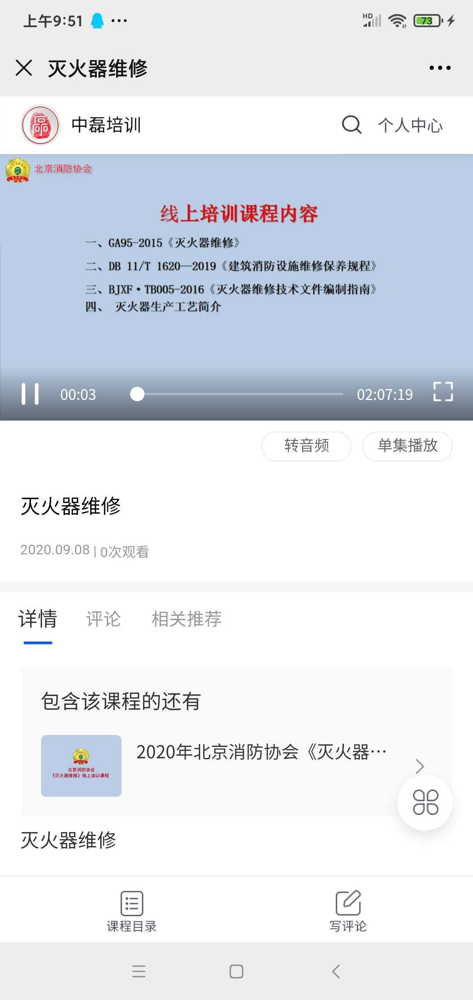 上午9:51
HD
73
灭火器维修
中磊培训
个人中心
北京消防协会
线上培训课程内容
一、GA95-2015《灭火器维修》
二、DB 11/T 1620—2019《建筑消防设施维修保养规程》
三、BJXF·TB005-2016《灭火器维修技术文件编制指南》
四、 灭火器生产工艺简介
00:03
02:07:19
转音频
单集播放
灭火器维修
2020.09.08 | 0次观看
详情
评论
相关推荐
包含该课程的还有
2020年北京消防协会《灭火器…
北京消防协会
《灭火器维修》线上培训课程
灭火器维修
课程目录
写评论